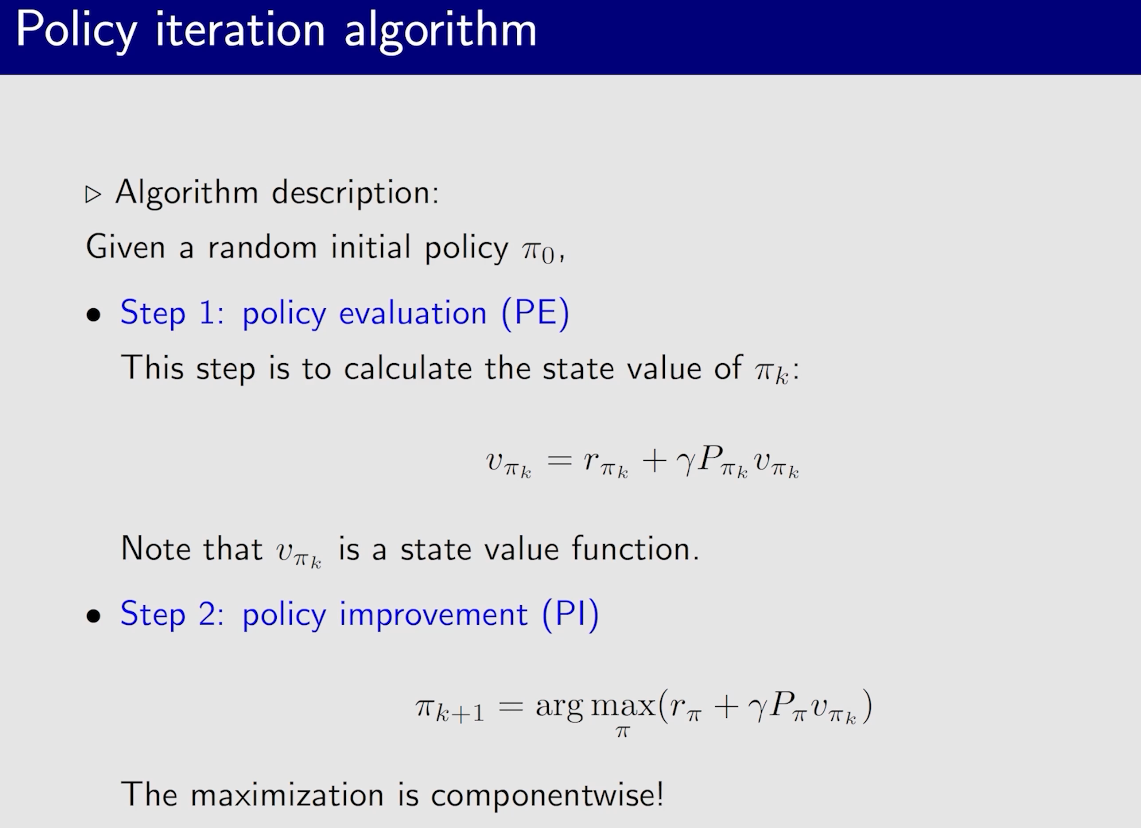 Policy iteration algorithm
▷ Algorithm description:
Given a random initial policy $\pi_0$,
• Step 1: policy evaluation (PE)
This step is to calculate the state value of $\pi_k$:
$v_{\pi_k} = r_{\pi_k} + \gamma P_{\pi_k} v_{\pi_k}$
Note that $v_{\pi_k}$ is a state value function.
• Step 2: policy improvement (PI)
$\pi_{k+1} = \arg\max_{\pi}(r_\pi + \gamma P_\pi v_{\pi_k})$
The maximization is componentwise!